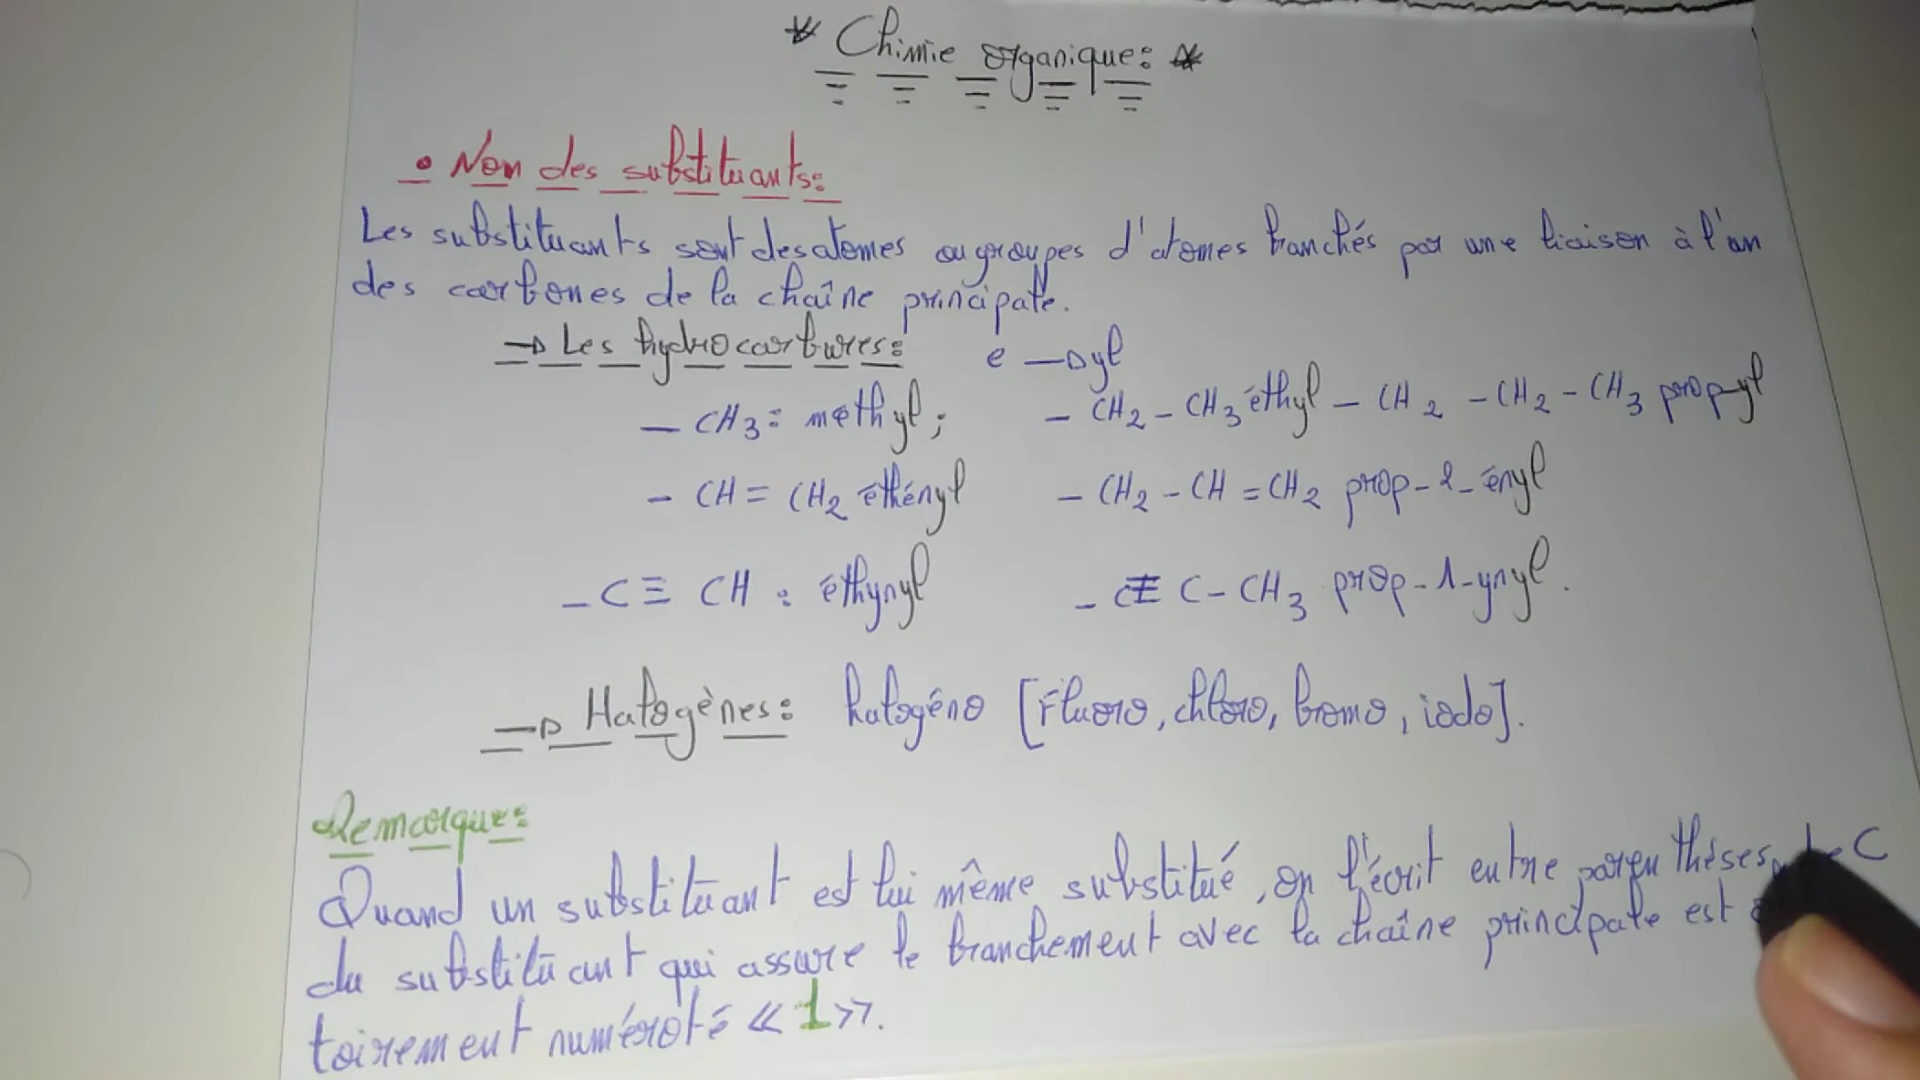 * Chimie organique: *
• Nom des substituants:
Les substituants sont des atomes ou groupes d'atomes branchés par une liaison à l'un
des carbones de la chaîne principale.
→ Les hydrocarbures: e → yl
- CH3: méthyl; - CH2 - CH3 éthyl - CH2 - CH2 - CH3 prop-yl
- CH = CH2 éthényl - CH2 - CH = CH2 prop-2-ényl
- C ≡ CH : éthynyl - C ≡ C - CH3 prop-1-ynyl.
→ Halogènes: halogéno [Fluoro, chloro, bromo, iodo].
Remarque:
Quand un substituant est lui même substitué, on l'écrit entre parenthèses, C
du substituant qui assure le branchement avec la chaîne principale est
toirement numéroté « 1 ».